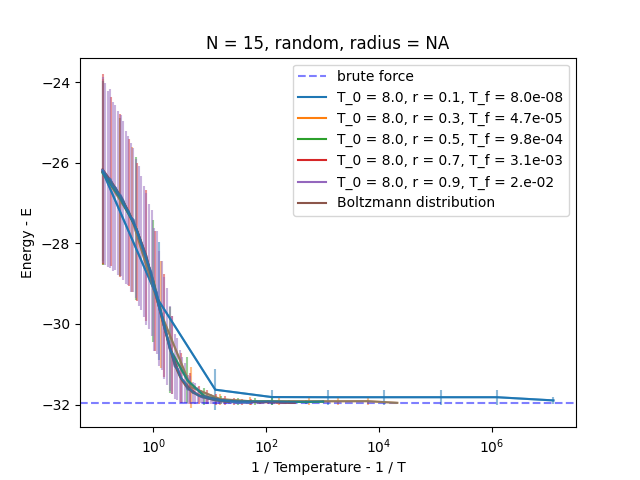 N = 15, random, radius = NA
Energy - E
−24
−26
−28
−30
−32
brute force
T_0 = 8.0, r = 0.1, T_f = 8.0e-08
T_0 = 8.0, r = 0.3, T_f = 4.7e-05
T_0 = 8.0, r = 0.5, T_f = 9.8e-04
T_0 = 8.0, r = 0.7, T_f = 3.1e-03
T_0 = 8.0, r = 0.9, T_f = 2.e-02
Boltzmann distribution
10⁰ 10² 10⁴ 10⁶
1 / Temperature - 1 / T